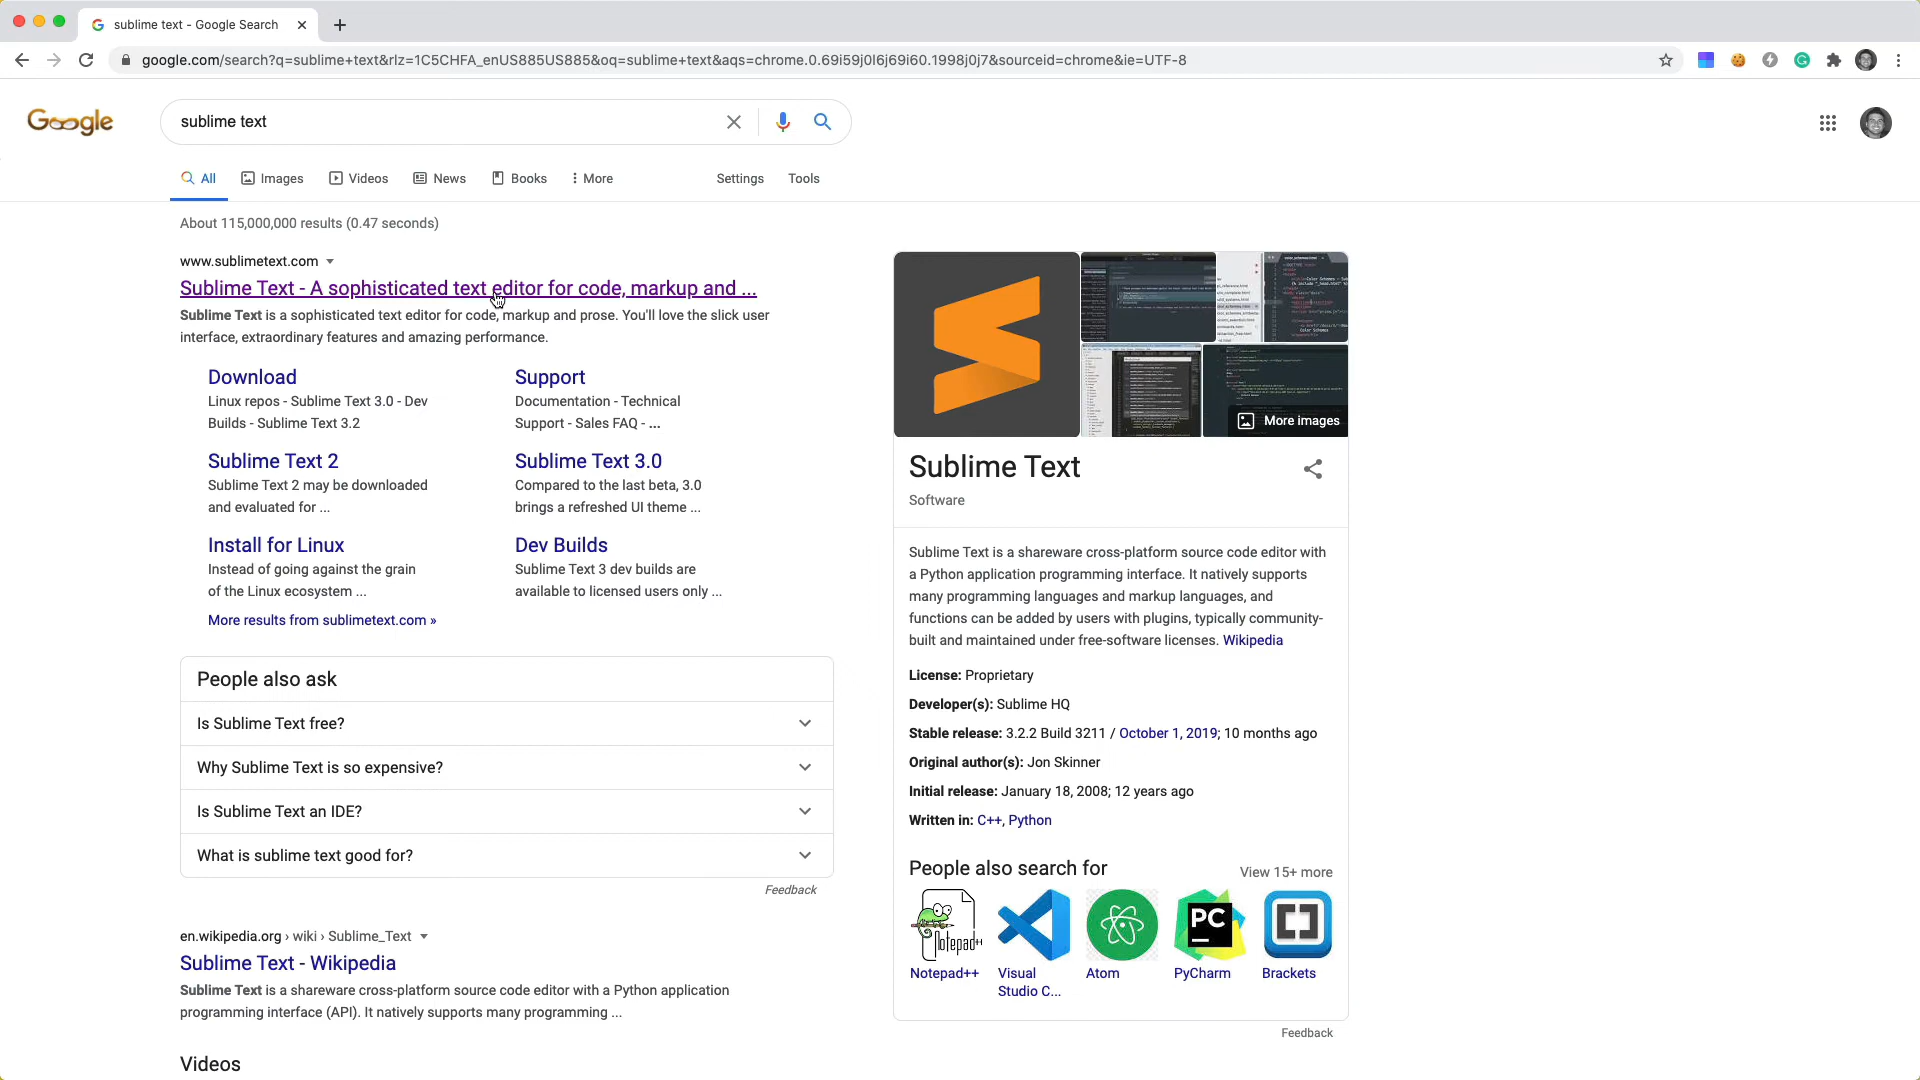 sublime text - Google Search
google.com/search?q=sublime+text&rlz=1C5CHFA_enUS885US885&oq=sublime+text&aqs=chrome.0.69i59j0l6j69i60.1998j0j7&sourceid=chrome&ie=UTF-8
Google
sublime text
All
Images
Videos
News
Books
More
Settings
Tools
About 115,000,000 results (0.47 seconds)
www.sublimetext.com
Sublime Text - A sophisticated text editor for code, markup and ...
Sublime Text is a sophisticated text editor for code, markup and prose. You'll love the slick user
interface, extraordinary features and amazing performance.
Download
Linux repos - Sublime Text 3.0 - Dev
Builds - Sublime Text 3.2
Support
Documentation - Technical
Support - Sales FAQ - ...
Sublime Text 2
Sublime Text 2 may be downloaded
and evaluated for ...
Sublime Text 3.0
Compared to the last beta, 3.0
brings a refreshed UI theme ...
Install for Linux
Instead of going against the grain
of the Linux ecosystem ...
Dev Builds
Sublime Text 3 dev builds are
available to licensed users only ...
More results from sublimetext.com »
People also ask
Is Sublime Text free?
Why Sublime Text is so expensive?
Is Sublime Text an IDE?
What is sublime text good for?
Feedback
en.wikipedia.org › wiki › Sublime_Text
Sublime Text - Wikipedia
Sublime Text is a shareware cross-platform source code editor with a Python application
programming interface (API). It natively supports many programming ...
Videos
More images
Sublime Text
Software
Sublime Text is a shareware cross-platform source code editor with
a Python application programming interface. It natively supports
many programming languages and markup languages, and
functions can be added by users with plugins, typically community-
built and maintained under free-software licenses. Wikipedia
License: Proprietary
Developer(s): Sublime HQ
Stable release: 3.2.2 Build 3211 / October 1, 2019; 10 months ago
Original author(s): Jon Skinner
Initial release: January 18, 2008; 12 years ago
Written in: C++, Python
People also search for
View 15+ more
Notepad++
PC
Notepad++
Visual
Studio C...
Atom
PyCharm
Brackets
Feedback